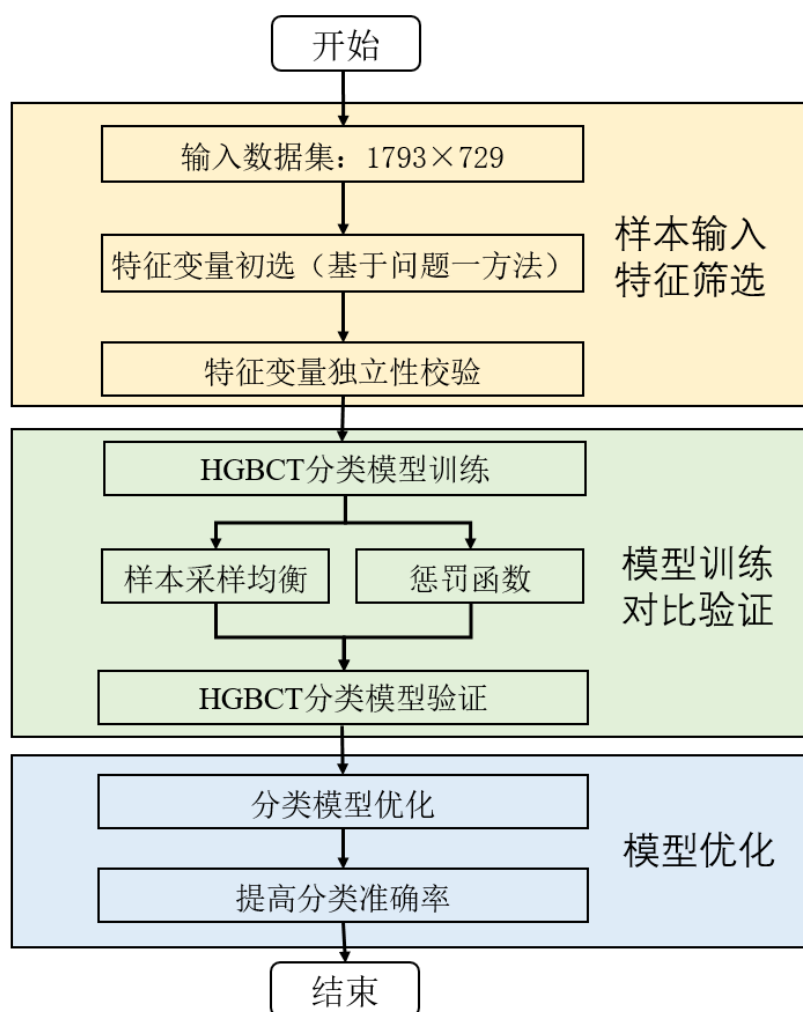 开始
输入数据集：1793×729
特征变量初选（基于问题一方法）
特征变量独立性校验
样本输入
特征筛选
HGBCT分类模型训练
样本采样均衡
惩罚函数
HGBCT分类模型验证
模型训练
对比验证
分类模型优化
提高分类准确率
模型优化
结束